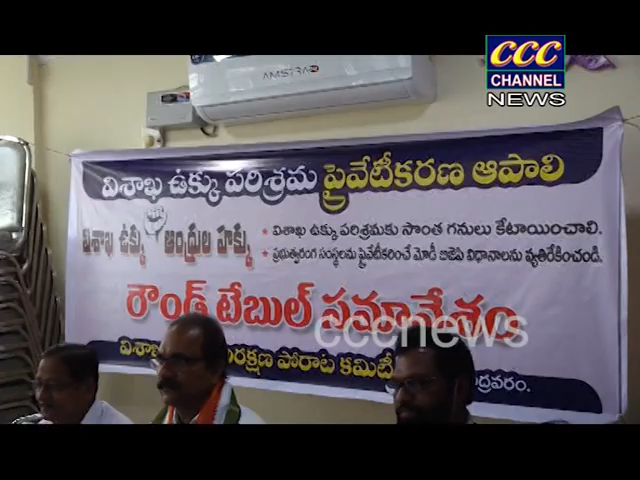 CCC
CHANNEL
NEWS
AMSTRAD
విశాఖ ఉక్కు పరిశ్రమ ప్రైవేటీకరణ ఆపాలి
విశాఖ ఉక్కు ఆంధ్రుల హక్కు
* విశాఖ ఉక్కు పరిశ్రమకు సొంత గనులు కేటాయించాలి.
* ప్రభుత్వరంగ సంస్థలను ప్రైవేటీకరించే మోడీ బిజెపి విధానాలను వ్యతిరేకించండి.
రౌండ్ టేబుల్ సమావేశం
cccnews
విశాఖ పోరాట కమిటీ